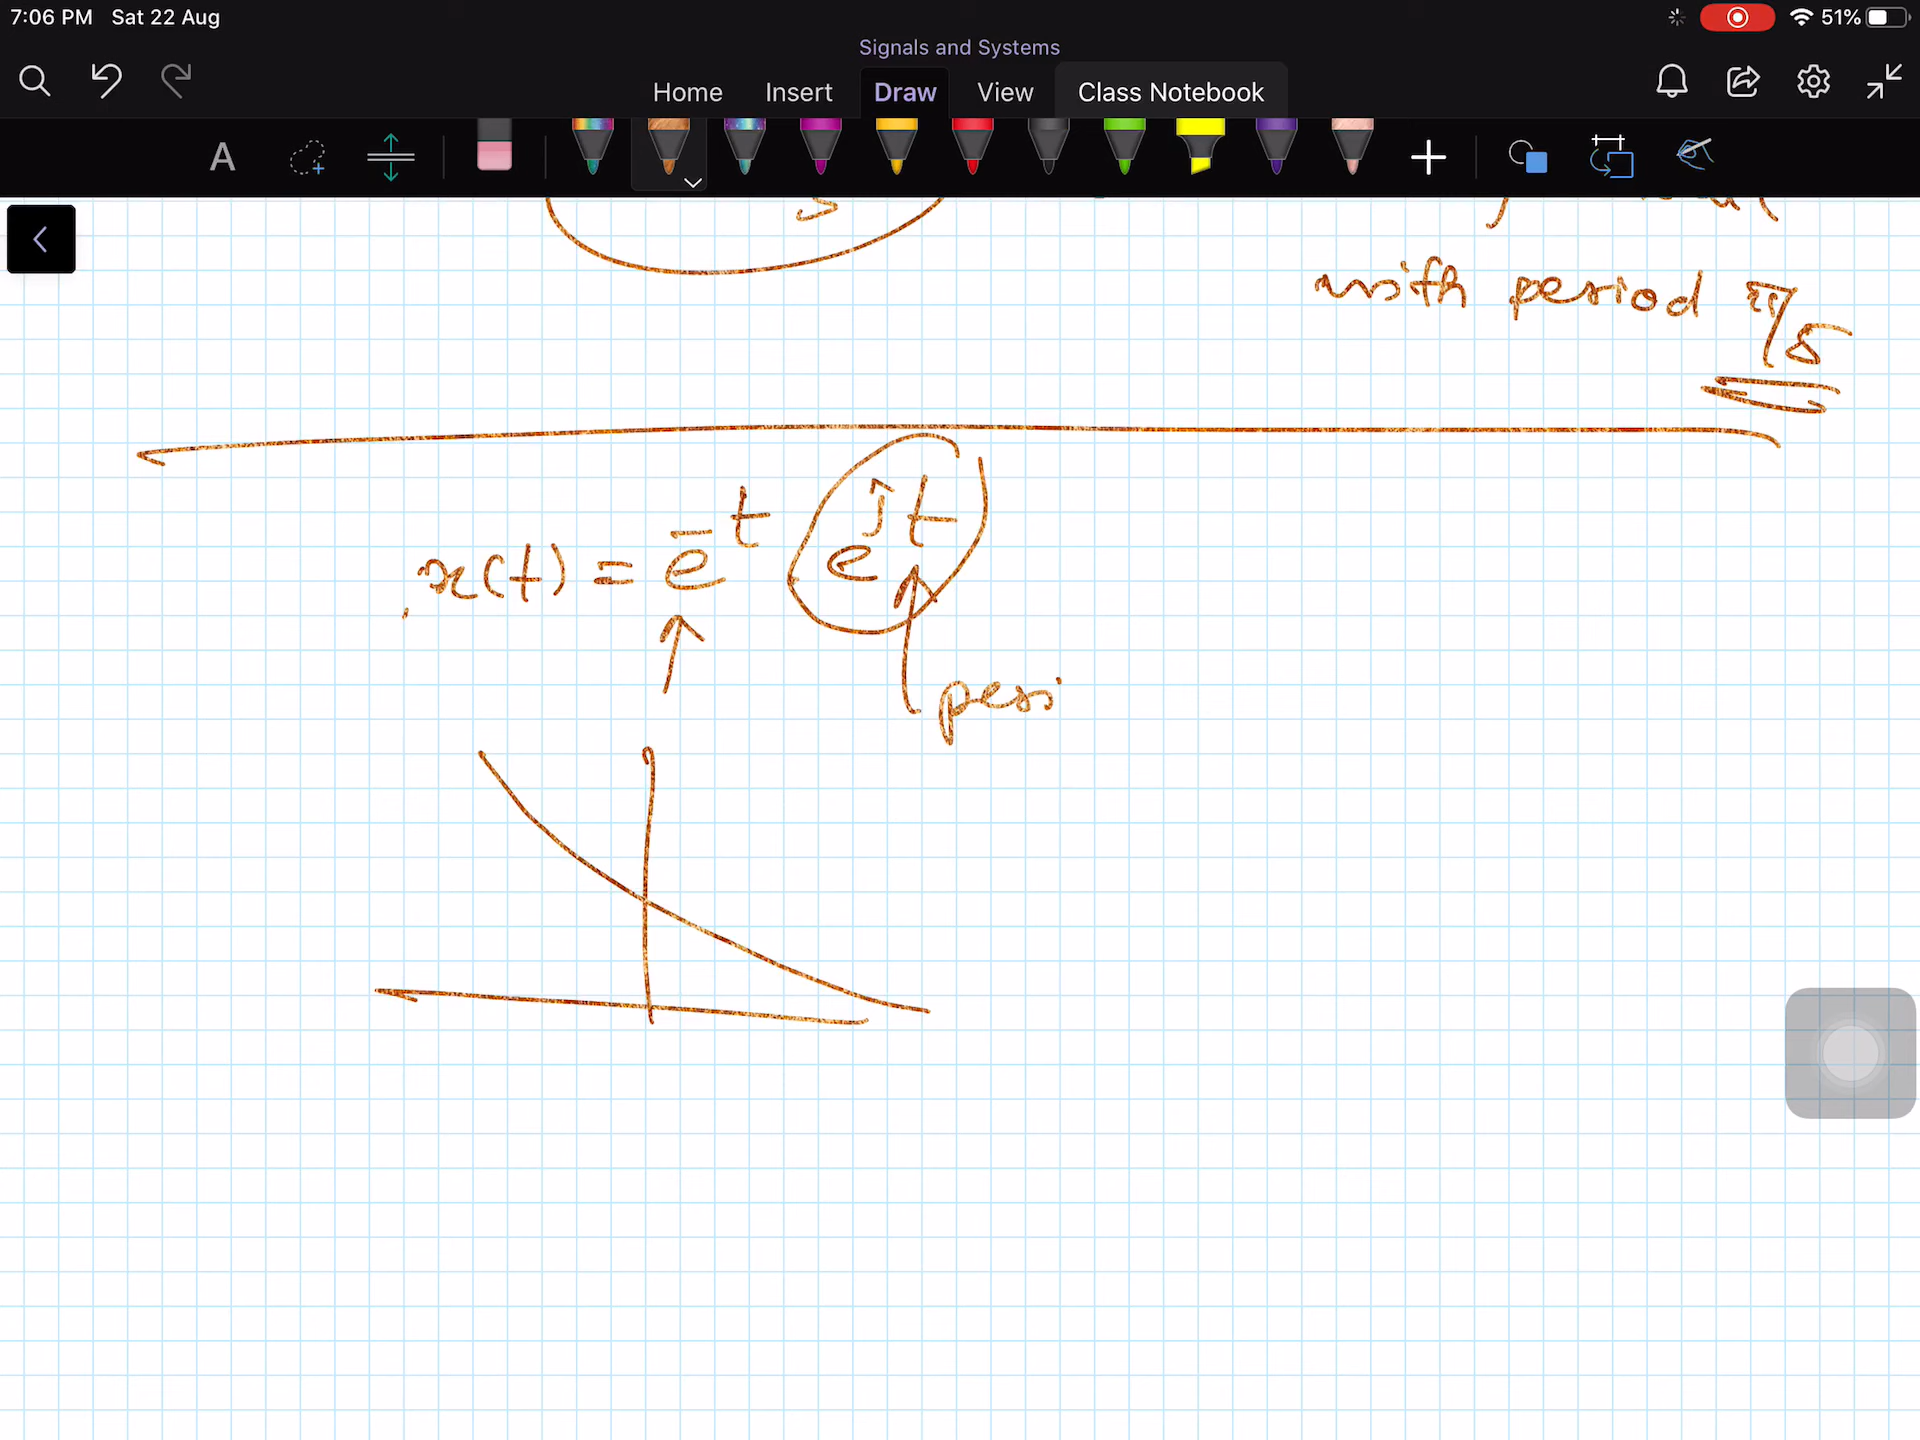 7:06 PM Sat 22 Aug
51%
Signals and Systems
Home Insert Draw View Class Notebook
A
with period π/5
x(t) = e^-t e^jt
peri